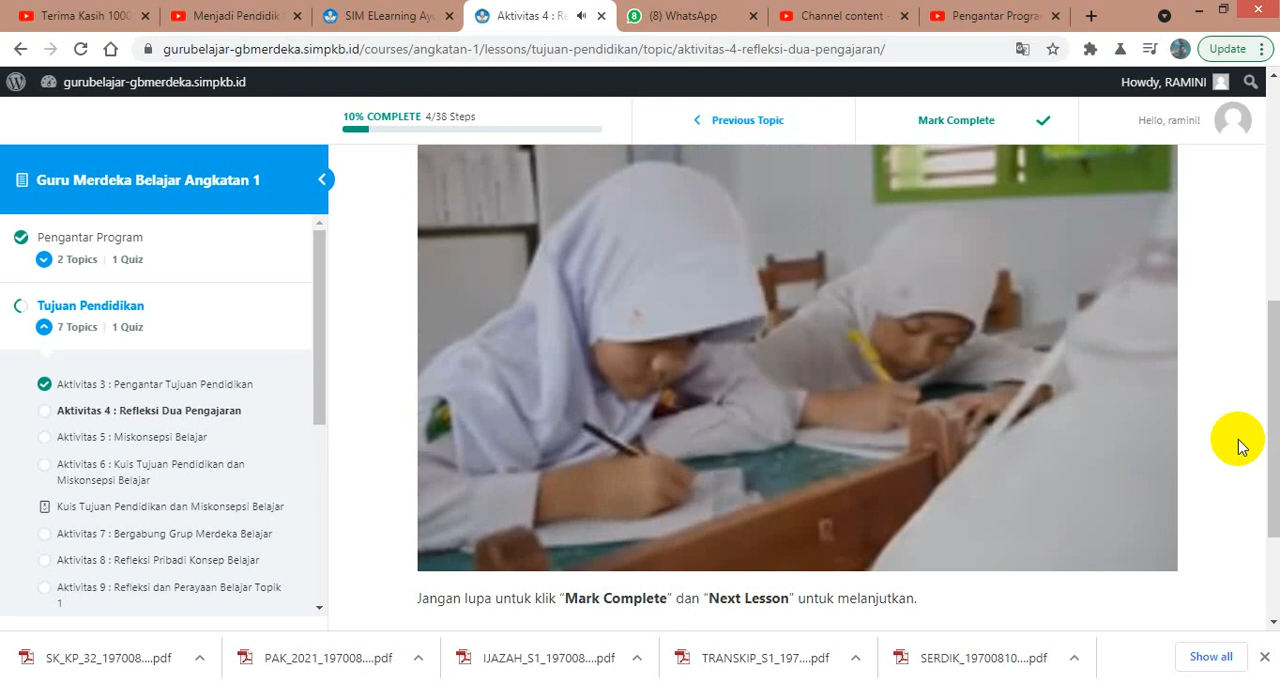 Terima Kasih 1000
Menjadi Pendidik
SIM ELearning Ay
Aktivitas 4 : Re
(8) WhatsApp
Channel content -
Pengantar Progra
gurubelajar-gbmerdeka.simpkb.id/courses/angkatan-1/lessons/tujuan-pendidikan/topic/aktivitas-4-refleksi-dua-pengajaran/
Update
gurubelajar-gbmerdeka.simpkb.id
Howdy, RAMINI
10% COMPLETE 4/38 Steps
Previous Topic
Mark Complete
Hello, ramini!
Guru Merdeka Belajar Angkatan 1
Pengantar Program
2 Topics | 1 Quiz
Tujuan Pendidikan
7 Topics | 1 Quiz
Aktivitas 3 : Pengantar Tujuan Pendidikan
Aktivitas 4 : Refleksi Dua Pengajaran
Aktivitas 5 : Miskonsepsi Belajar
Aktivitas 6 : Kuis Tujuan Pendidikan dan
Miskonsepsi Belajar
Kuis Tujuan Pendidikan dan Miskonsepsi Belajar
Aktivitas 7 : Bergabung Grup Merdeka Belajar
Aktivitas 8 : Refleksi Pribadi Konsep Belajar
Aktivitas 9 : Refleksi dan Perayaan Belajar Topik
1
Jangan lupa untuk klik “Mark Complete” dan “Next Lesson” untuk melanjutkan.
SK_KP_32_197008....pdf
PAK_2021_197008....pdf
IJAZAH_S1_197008....pdf
TRANSKIP_S1_197....pdf
SERDIK_19700810....pdf
Show all